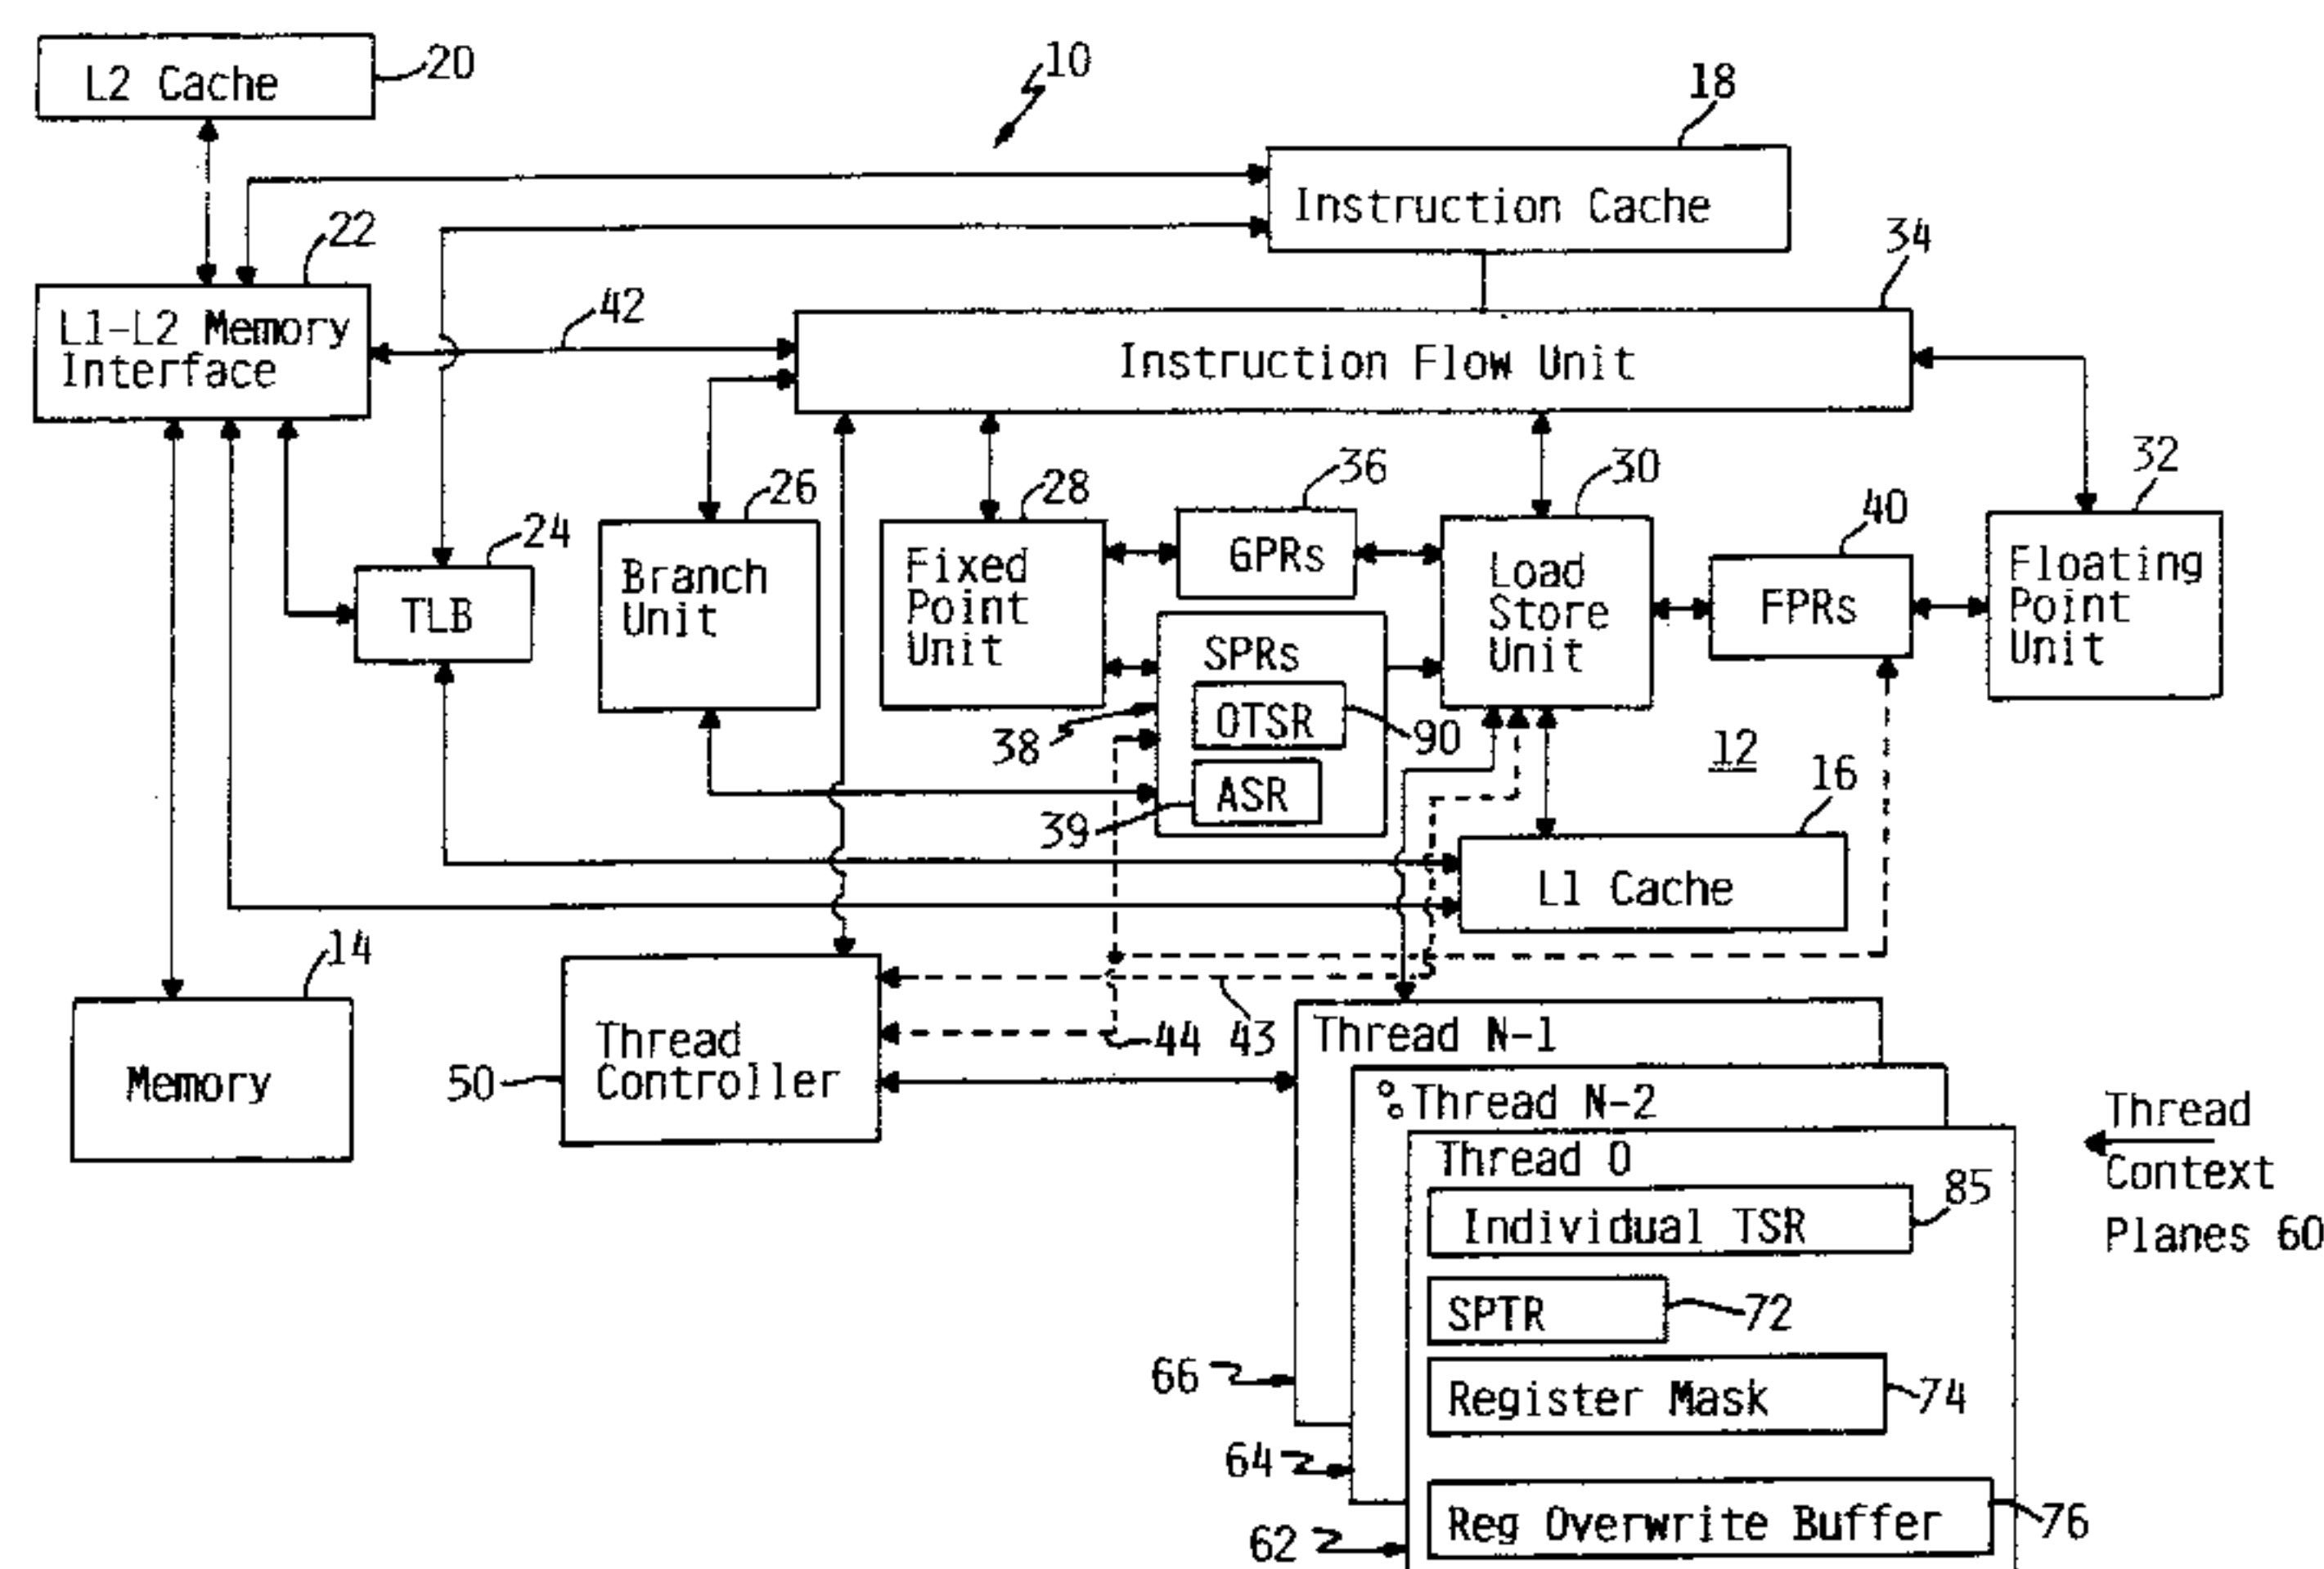 L2 Cache
20
10
18
Instruction Cache
22
34
L1-L2 Memory
Interface
42
Instruction Flow Unit
24
TLB
26
Branch
Unit
28
Fixed
Point
Unit
36
GPRs
30
Load
Store
Unit
40
FPRs
32
Floating
Point
Unit
SPRs
OTSR
90
38
ASR
39
12
16
L1 Cache
14
Memory
Thread
Controller
50
44
43
Thread N-1
Thread N-2
Thread 0
Thread
Context
Planes 60
Individual TSR
85
SPTR
72
Register Mask
74
66
64
Reg Overwrite Buffer
76
62